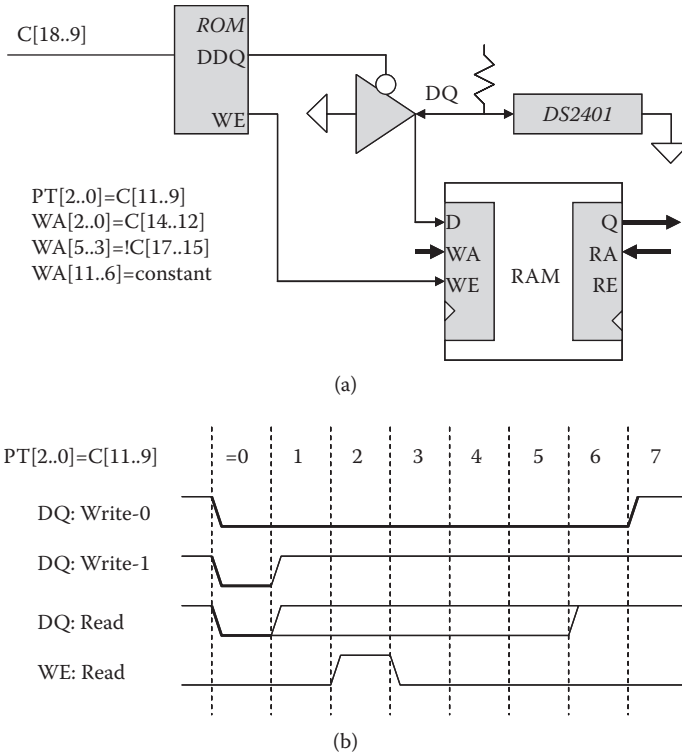 C[18..9]
ROM
DDQ
WE
DQ
DS2401
PT[2..0]=C[11..9]
WA[2..0]=C[14..12]
WA[5..3]=!C[17..15]
WA[11..6]=constant
D
WA
WE
RAM
Q
RA
RE
(a)
PT[2..0]=C[11..9] =0 1 2 3 4 5 6 7
DQ: Write-0
DQ: Write-1
DQ: Read
WE: Read
(b)